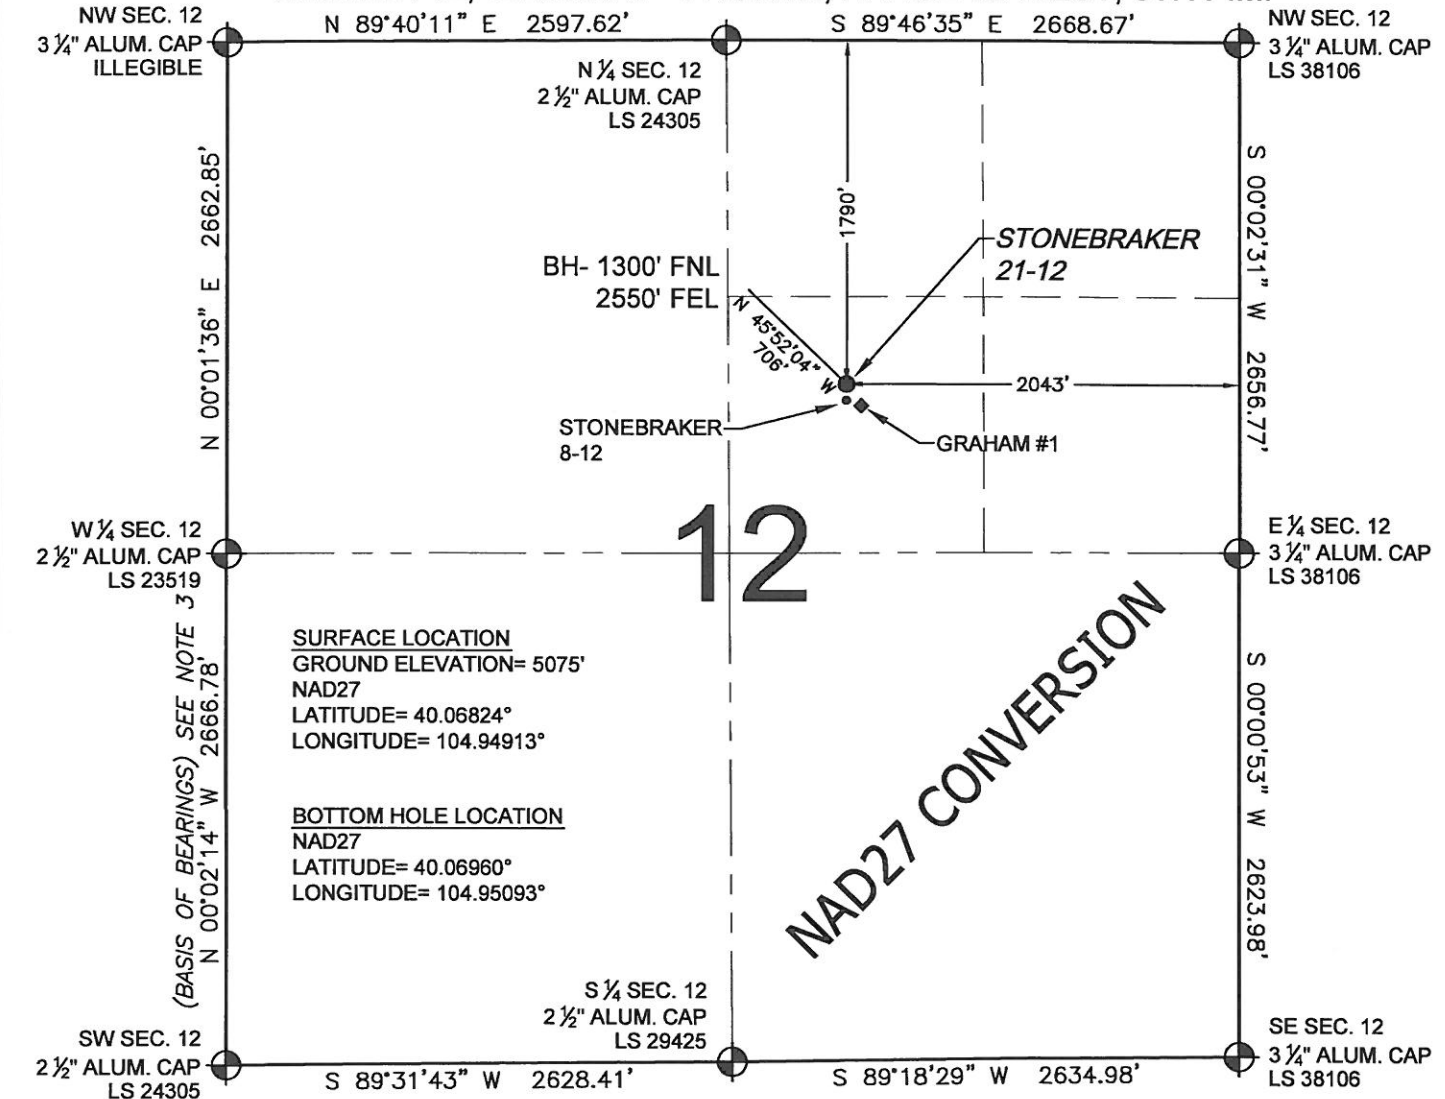 NW SEC. 12
3 ¼" ALUM. CAP
ILLEGIBLE
N 89°40'11" E 2597.62'
S 89°46'35" E 2668.67'
NW SEC. 12
3 ¼" ALUM. CAP
LS 38106
N ¼ SEC. 12
2 ½" ALUM. CAP
LS 24305
N 00°01'36" E 2662.85'
1790'
S 00°02'31" W 2656.77'
STONEBRAKER
21-12
BH- 1300' FNL
2550' FEL
N 45°52'04" W
706'
2043'
STONEBRAKER
8-12
GRAHAM #1
W ¼ SEC. 12
2 ½" ALUM. CAP
LS 23519
12
E ¼ SEC. 12
3 ¼" ALUM. CAP
LS 38106
(BASIS OF BEARINGS) SEE NOTE 3
N 00°02'14" W 2666.78'
SURFACE LOCATION
GROUND ELEVATION= 5075'
NAD27
LATITUDE= 40.06824°
LONGITUDE= 104.94913°
BOTTOM HOLE LOCATION
NAD27
LATITUDE= 40.06960°
LONGITUDE= 104.95093°
NAD27 CONVERSION
S 00°00'53" W 2623.98'
S ¼ SEC. 12
2 ½" ALUM. CAP
LS 29425
SW SEC. 12
2 ½" ALUM. CAP
LS 24305
S 89°31'43" W 2628.41'
S 89°18'29" W 2634.98'
SE SEC. 12
3 ¼" ALUM. CAP
LS 38106